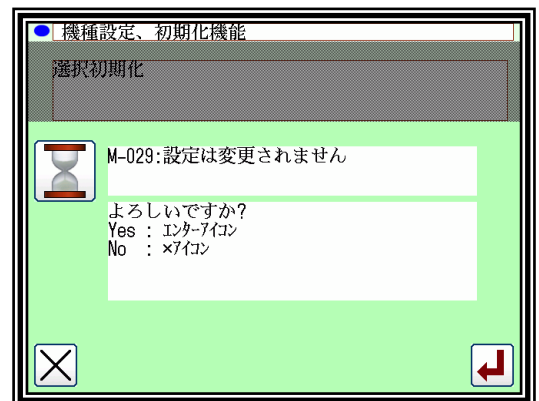 機種設定、初期化機能
選択初期化
M-029:設定は変更されません
よろしいですか?
Yes : ｴﾝﾀｰｱｲｺﾝ
No : ×ｱｲｺﾝ